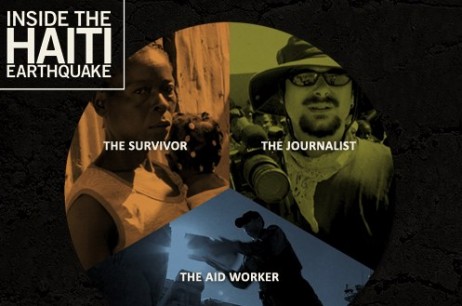 INSIDE THE
HAITI
EARTHQUAKE
THE SURVIVOR
THE JOURNALIST
THE AID WORKER